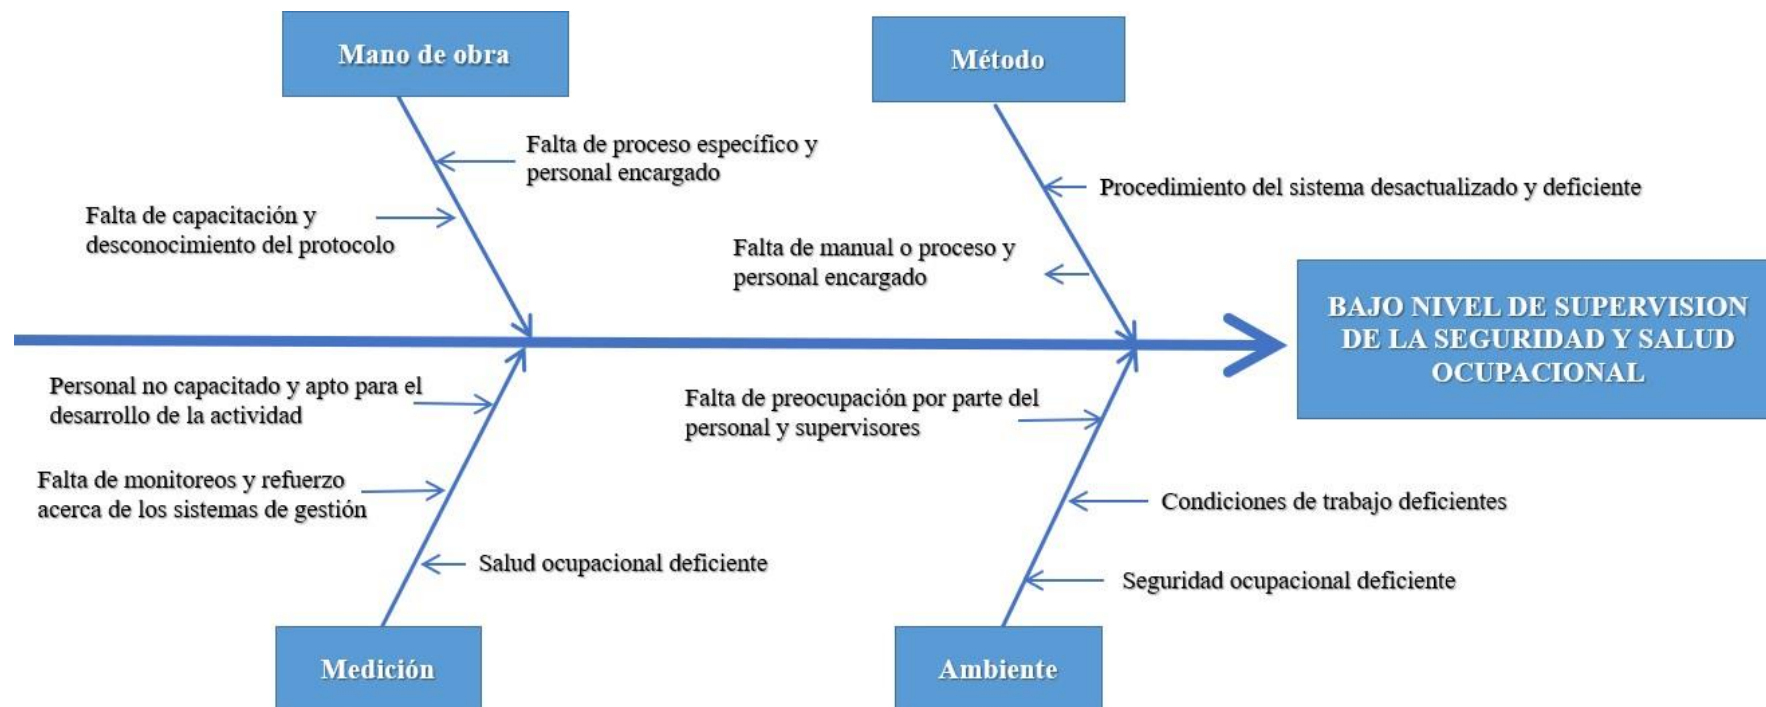 Mano de obra
Método
Falta de proceso específico y
personal encargado
Procedimiento del sistema desactualizado y deficiente
Falta de capacitación y
desconocimiento del protocolo
Falta de manual o proceso y
personal encargado
BAJO NIVEL DE SUPERVISION
DE LA SEGURIDAD Y SALUD
OCUPACIONAL
Personal no capacitado y apto para el
desarrollo de la actividad
Falta de preocupación por parte del
personal y supervisores
Falta de monitoreos y refuerzo
acerca de los sistemas de gestión
Condiciones de trabajo deficientes
Salud ocupacional deficiente
Seguridad ocupacional deficiente
Medición
Ambiente